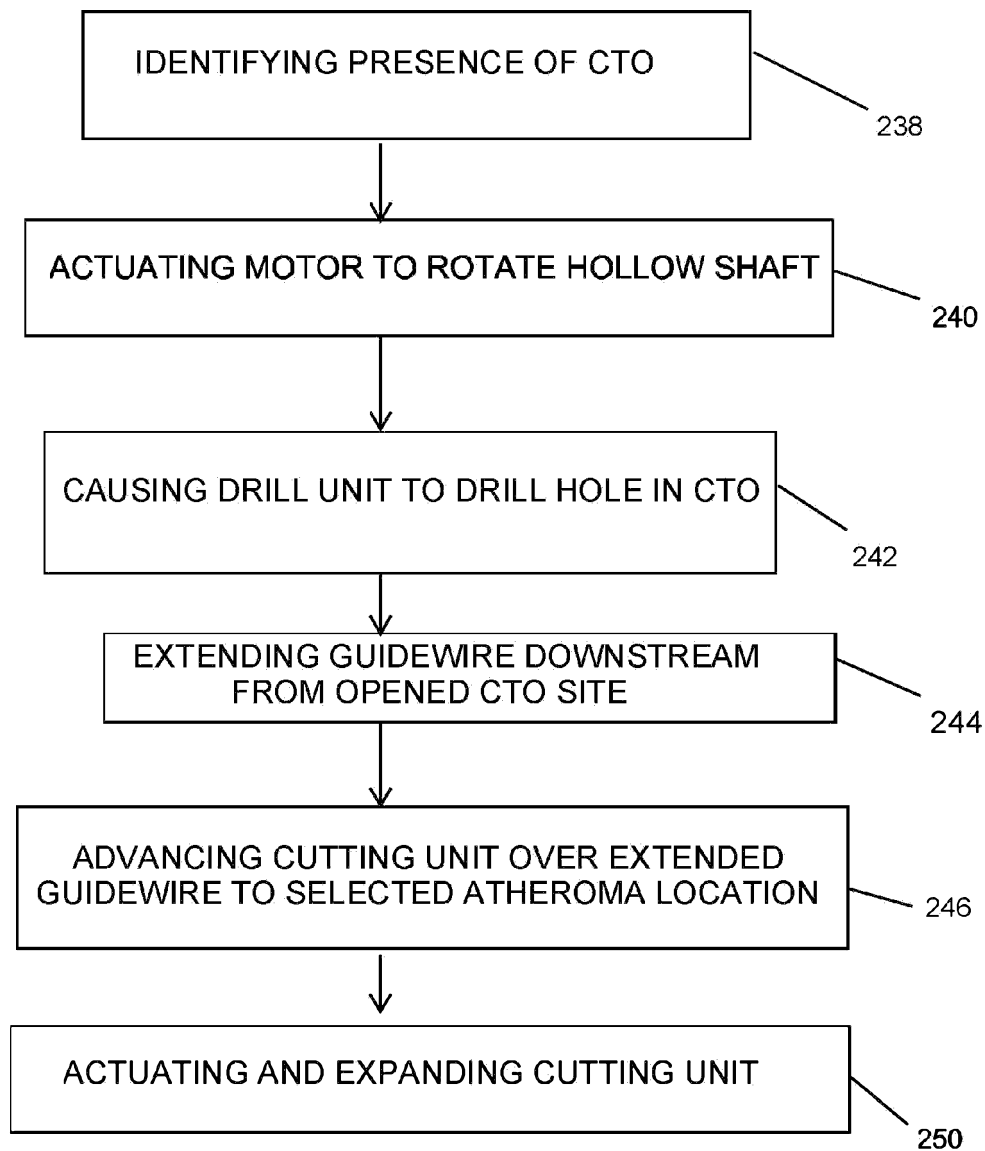 IDENTIFYING PRESENCE OF CTO
238
ACTUATING MOTOR TO ROTATE HOLLOW SHAFT
240
CAUSING DRILL UNIT TO DRILL HOLE IN CTO
242
EXTENDING GUIDEWIRE DOWNSTREAM
FROM OPENED CTO SITE
244
ADVANCING CUTTING UNIT OVER EXTENDED
GUIDEWIRE TO SELECTED ATHEROMA LOCATION
246
ACTUATING AND EXPANDING CUTTING UNIT
250